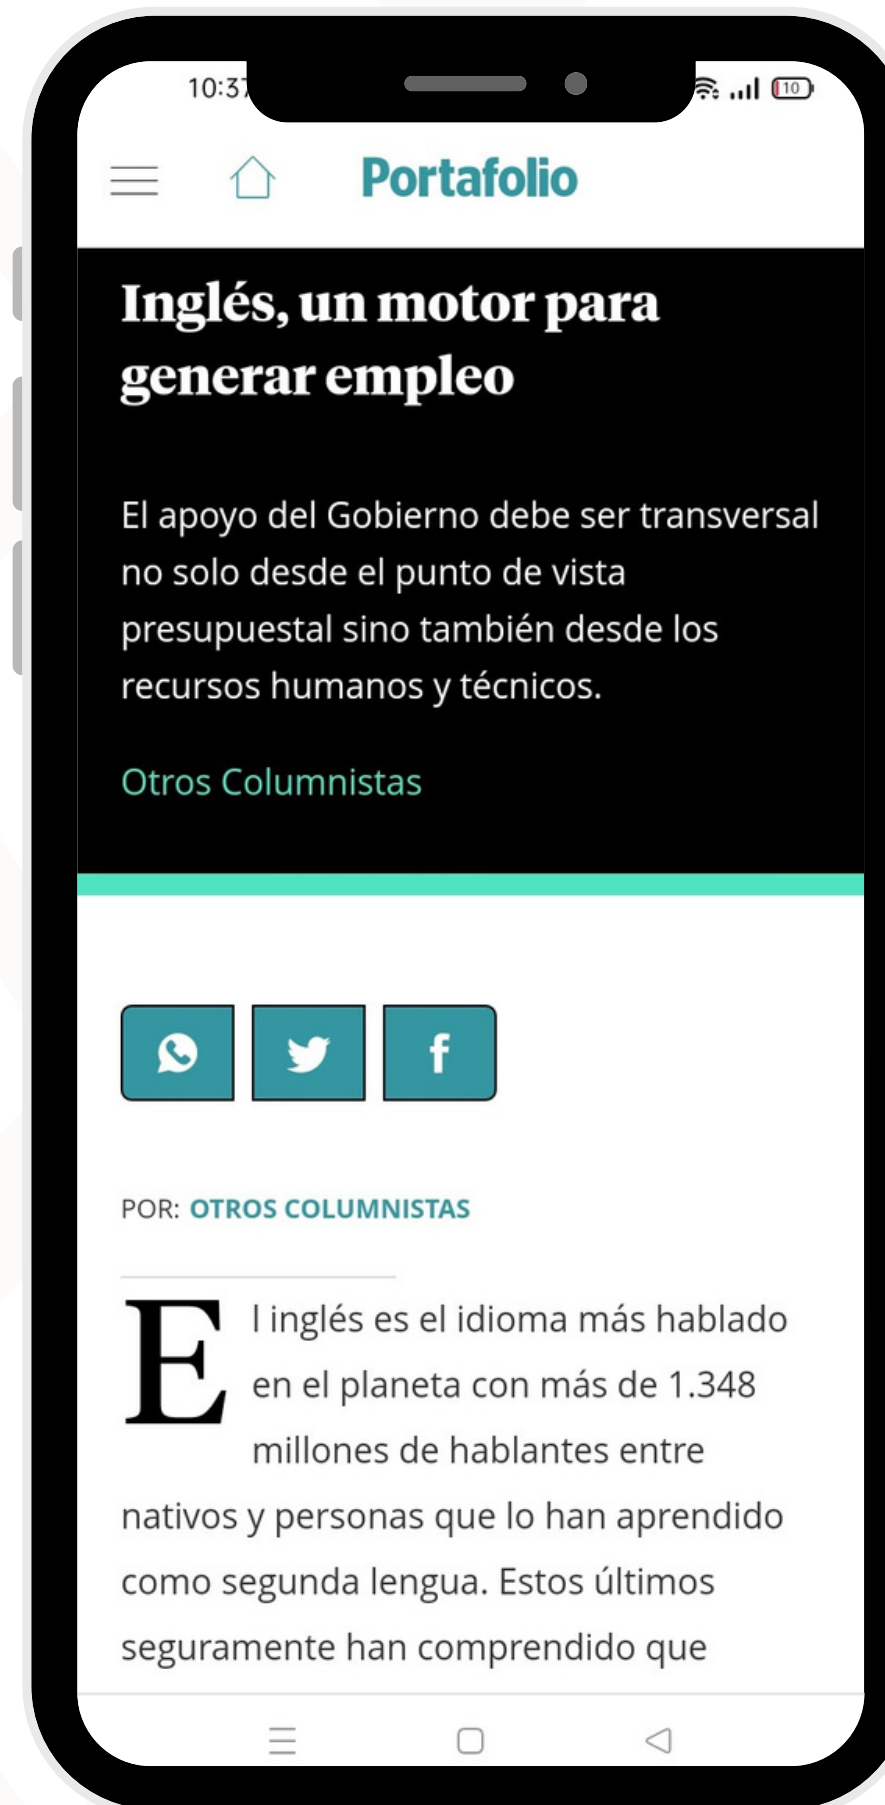 10:37
10
Portafolio
Inglés, un motor para
generar empleo
El apoyo del Gobierno debe ser transversal
no solo desde el punto de vista
presupuestal sino también desde los
recursos humanos y técnicos.
Otros Columnistas
POR: OTROS COLUMNISTAS
El inglés es el idioma más hablado
en el planeta con más de 1.348
millones de hablantes entre
nativos y personas que lo han aprendido
como segunda lengua. Estos últimos
seguramente han comprendido que